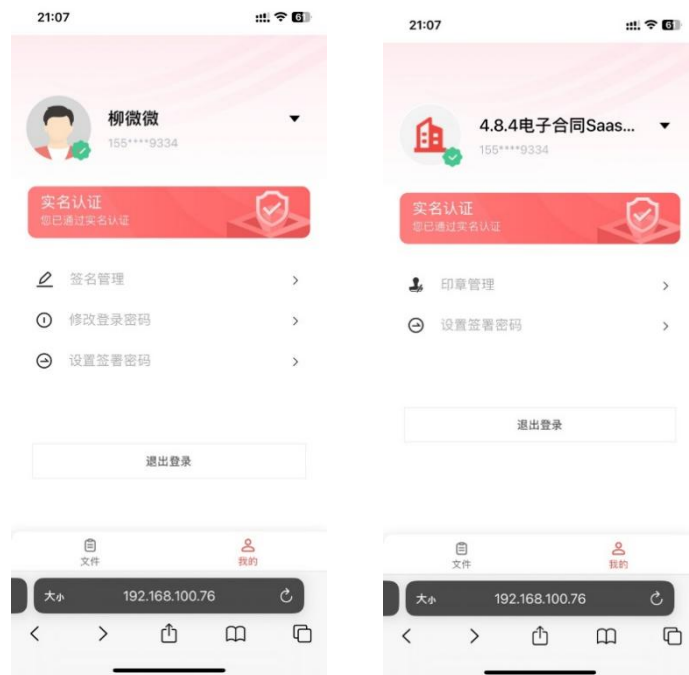 21:07
6
柳微微
155****9334
实名认证
您已通过实名认证
签名管理
修改登录密码
设置签署密码
退出登录
文件
我的
大小
192.168.100.76
21:07
6
4.8.4电子合同Saas...
155****9334
实名认证
您已通过实名认证
印章管理
设置签署密码
退出登录
文件
我的
大小
192.168.100.76